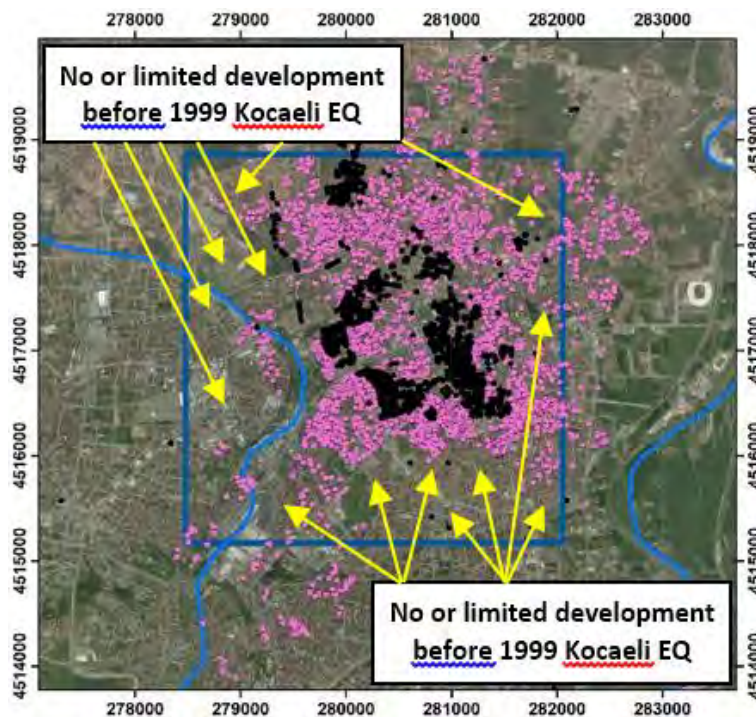 278000 279000 280000 281000 282000 283000
No or limited development
before 1999 Kocaeli EQ
4519000 4519000
4518000 4518000
4517000 4517000
4516000 4516000
4515000 4515000
No or limited development
before 1999 Kocaeli EQ
4514000 4514000
278000 279000 280000 281000 282000 283000